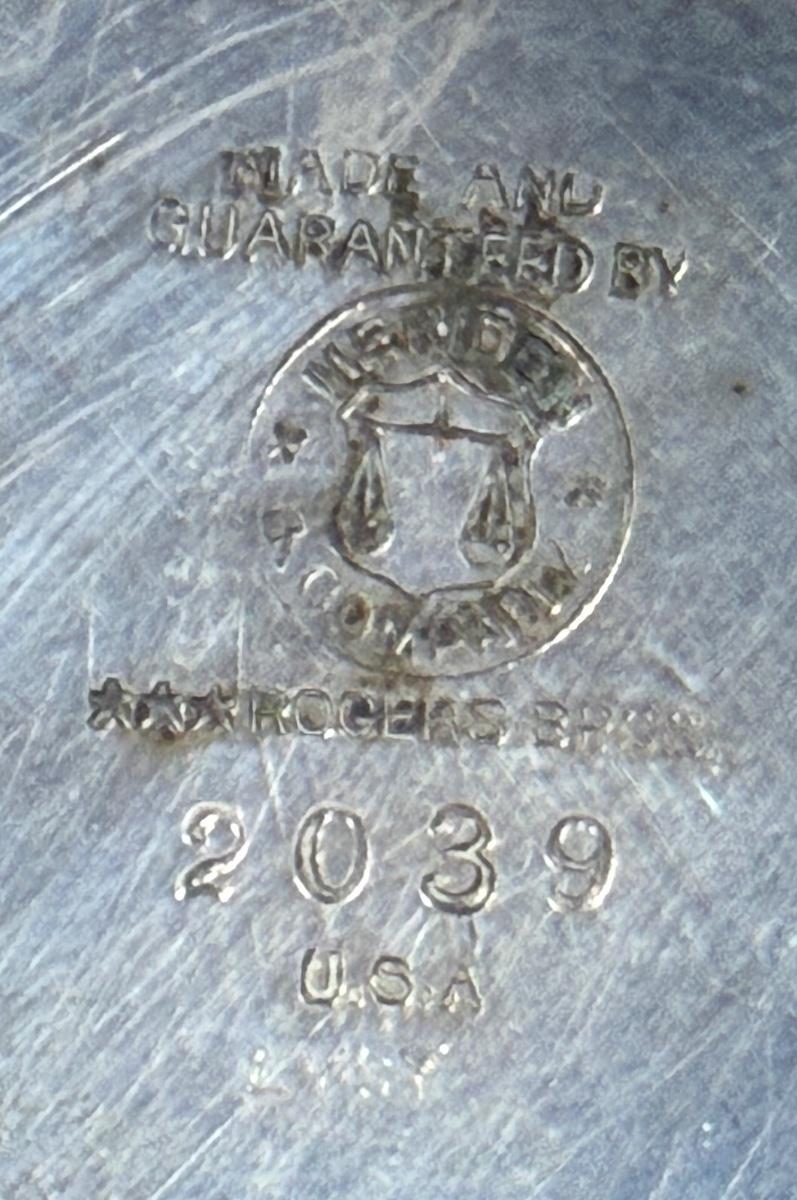 MADE AND
GUARANTEED BY
MERIDEN
COMPANY
★★★ ROGERS BROS.
2039
U.S.A